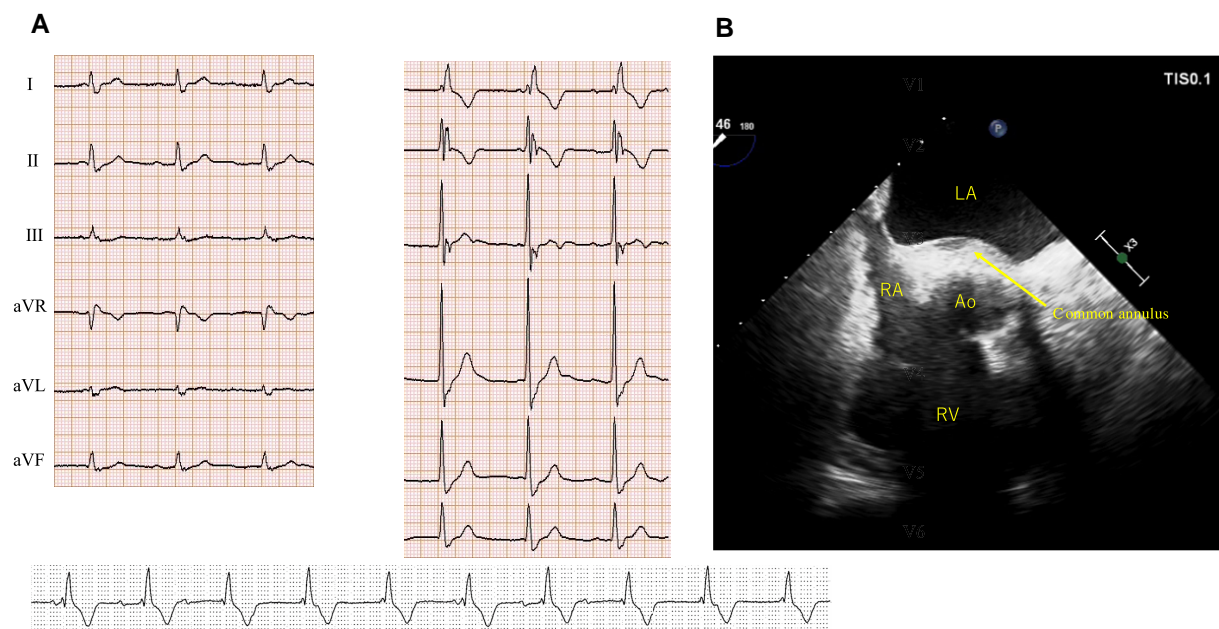 A
B
I
II
III
aVR
aVL
aVF
V1
V2
V3
V4
V5
V6
TIS0.1
46
180
P
X3
LA
RA
Ao
Common annulus
RV